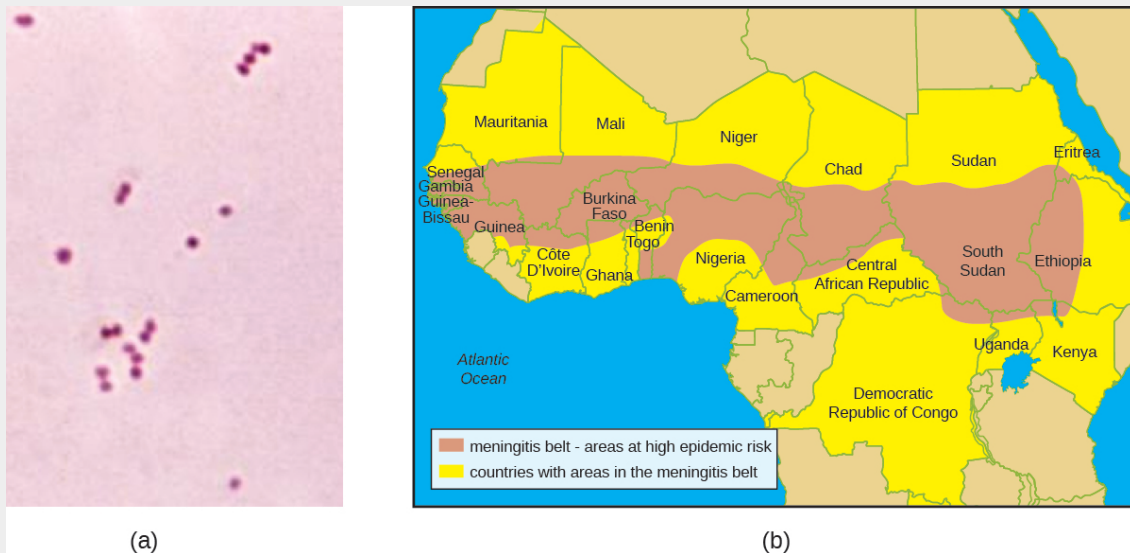 Mauritania
Mali
Niger
Chad
Sudan
Eritrea
Senegal
Gambia
Guinea-
Bissau
Guinea
Burkina
Faso
Benin
Togo
Côte
D'Ivoire
Ghana
Nigeria
Cameroon
Central
African Republic
South
Sudan
Ethiopia
Uganda
Kenya
Democratic
Republic of Congo
Atlantic
Ocean
meningitis belt - areas at high epidemic risk
countries with areas in the meningitis belt
(a)
(b)